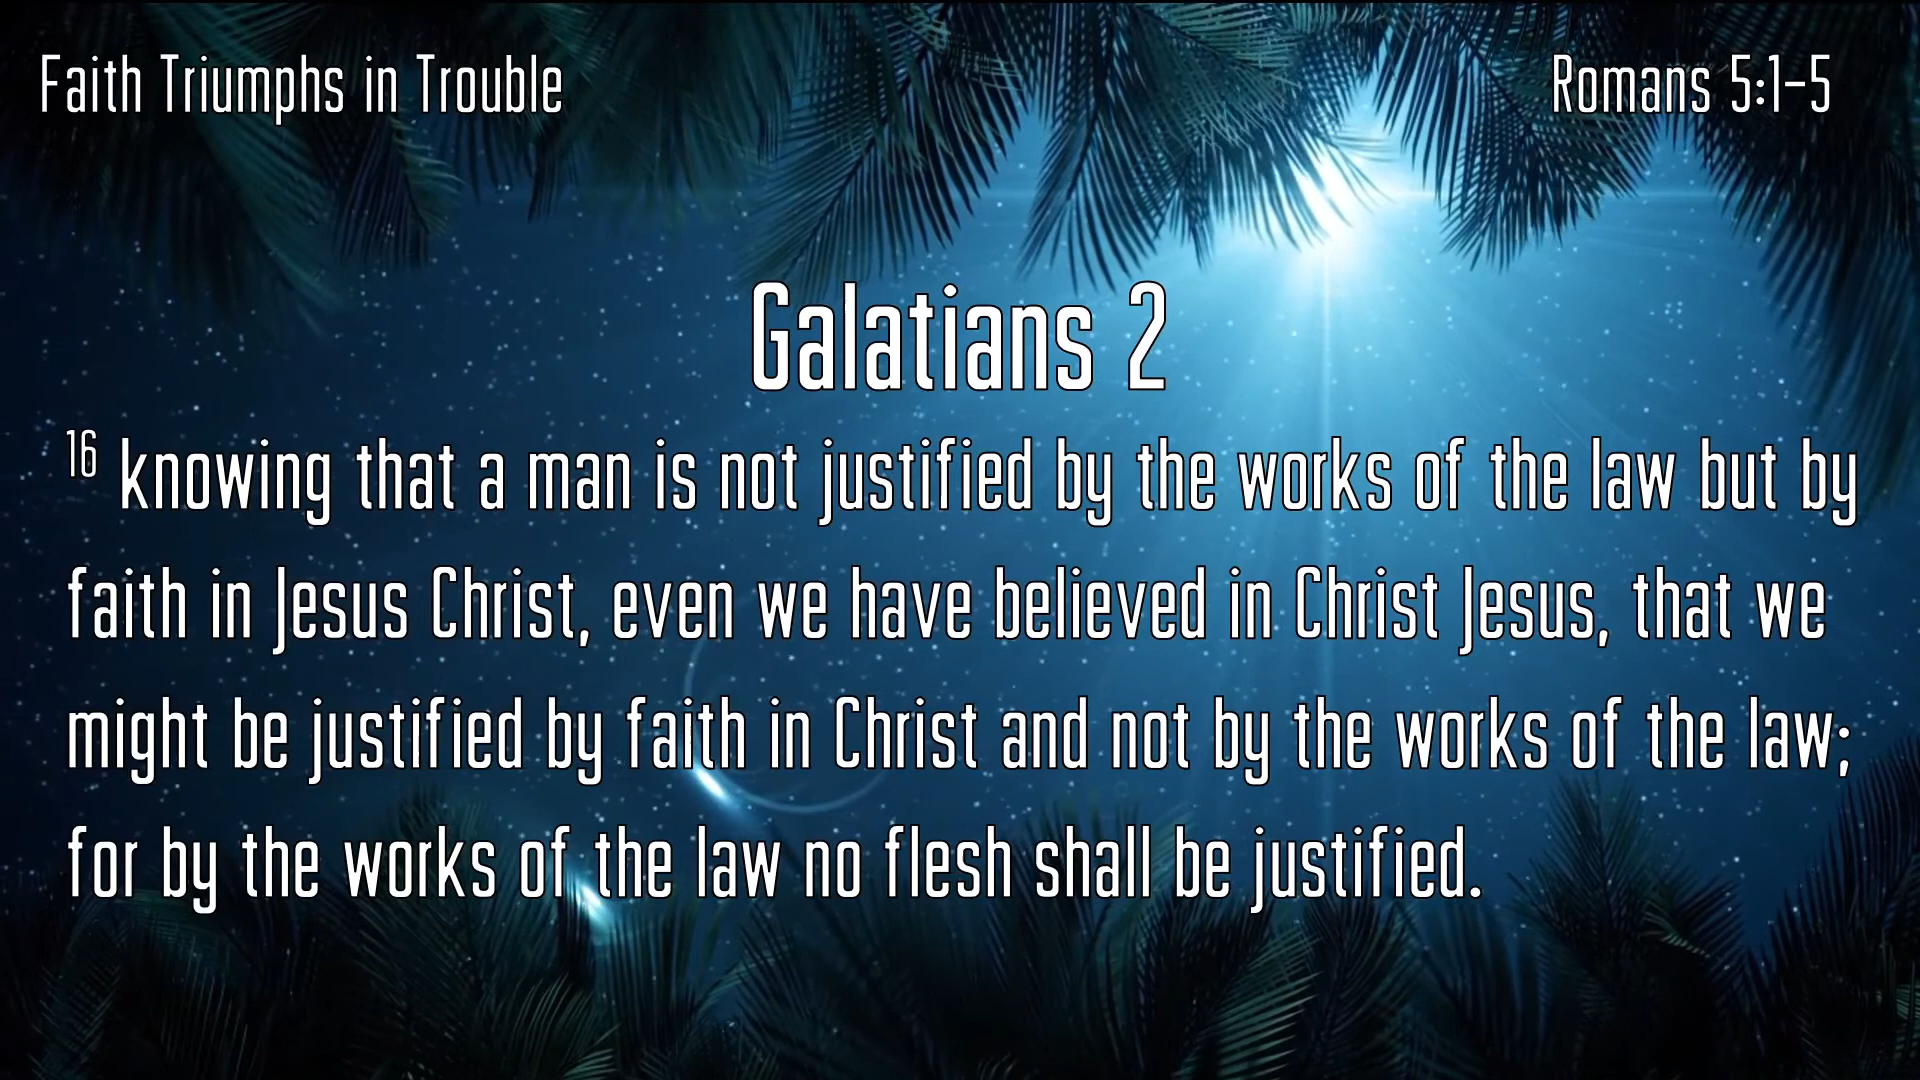 Faith Triumphs in Trouble
Romans 5:1-5
Galatians 2
16 knowing that a man is not justified by the works of the law but by
faith in Jesus Christ, even we have believed in Christ Jesus, that we
might be justified by faith in Christ and not by the works of the law;
for by the works of the law no flesh shall be justified.